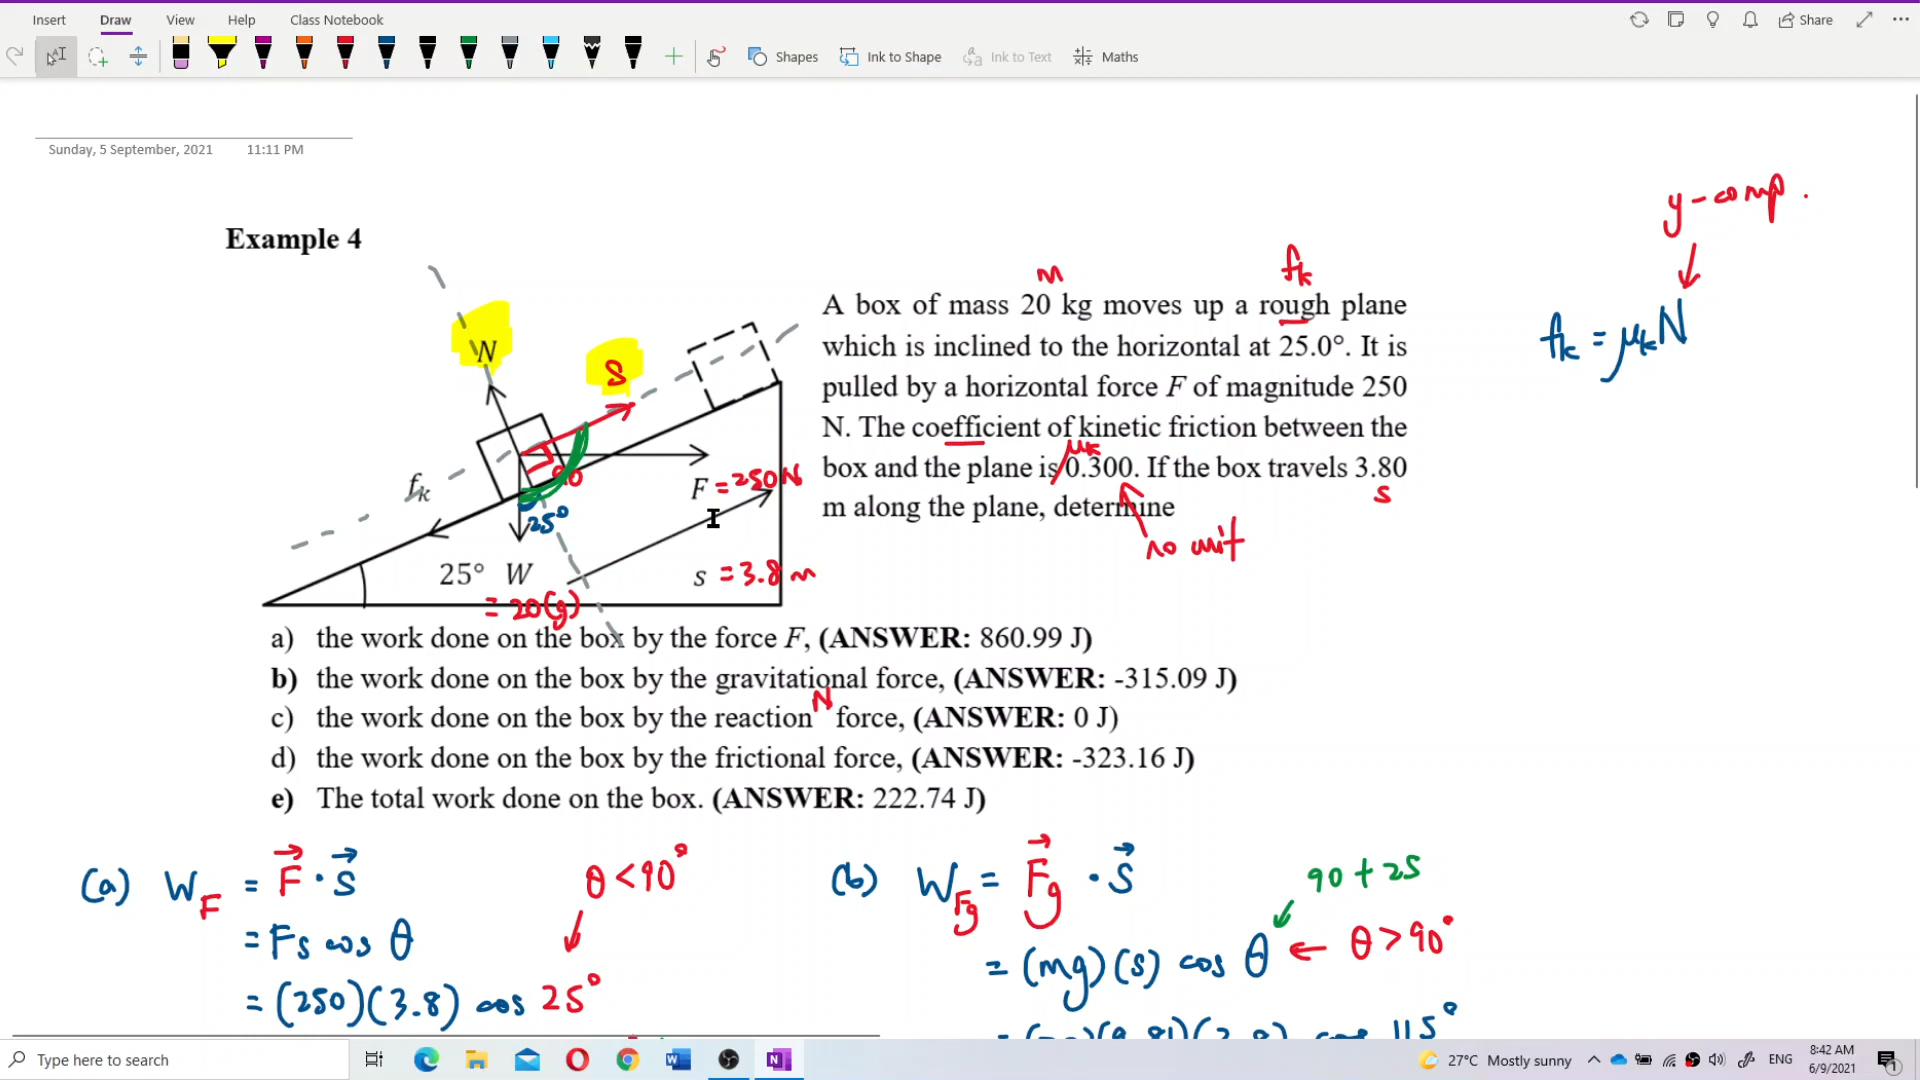 Insert Draw View Help Class Notebook
Share
Shapes Ink to Shape Ink to Text Maths
Sunday, 5 September, 2021 11:11 PM
y-comp.
Example 4
m
fk
A box of mass 20 kg moves up a rough plane
which is inclined to the horizontal at 25.0°. It is
pulled by a horizontal force F of magnitude 250
N. The coefficient of kinetic friction between the
μk
box and the plane is 0.300. If the box travels 3.80
s
m along the plane, determine
no unit
fk = μkN
N
S
90
fk
F = 250N
25°
25° W
= 20(g)
s = 3.8 m
a) the work done on the box by the force F, (ANSWER: 860.99 J)
b) the work done on the box by the gravitational force, (ANSWER: -315.09 J)
N
c) the work done on the box by the reaction force, (ANSWER: 0 J)
d) the work done on the box by the frictional force, (ANSWER: -323.16 J)
e) The total work done on the box. (ANSWER: 222.74 J)
(a) WF = F · s
θ < 90°
= Fs cos θ
= (250)(3.8) cos 25°
(b) WFg = Fg · s
90 + 25
= (mg)(s) cos θ ← θ > 90°
cos 115°
Type here to search
27°C Mostly sunny
ENG
8:42 AM
6/9/2021